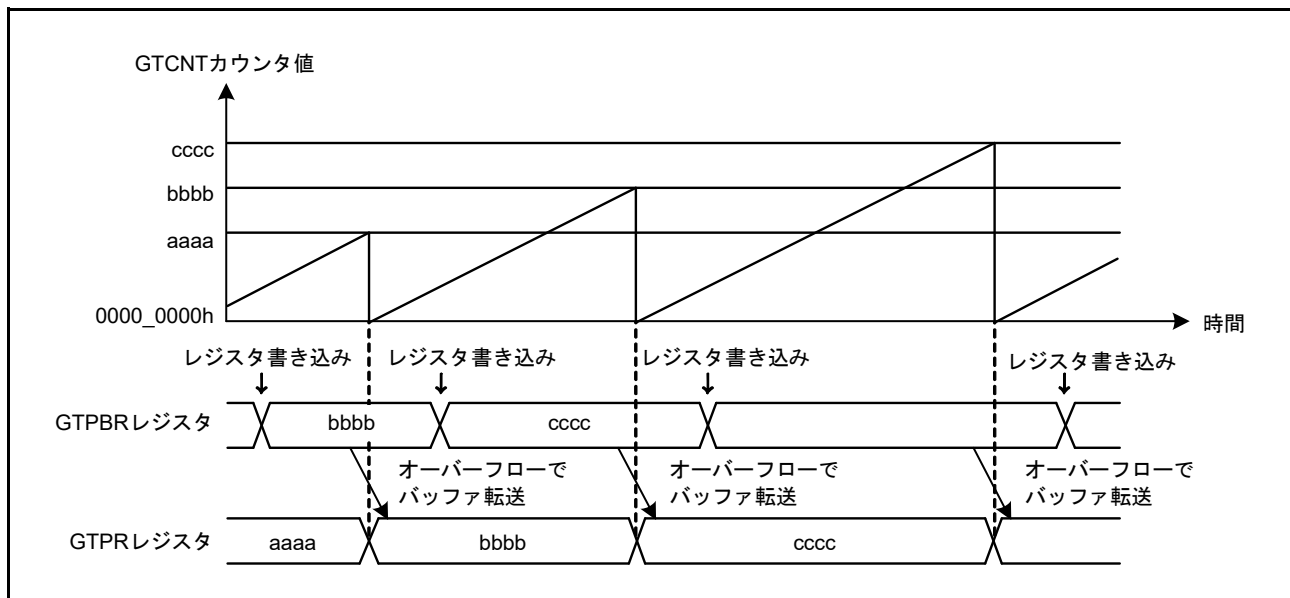 GTCNTカウンタ値
cccc
bbbb
aaaa
0000_0000h
時間
レジスタ書き込み
レジスタ書き込み
レジスタ書き込み
レジスタ書き込み
GTPBRレジスタ
bbbb
cccc
オーバーフローで
バッファ転送
オーバーフローで
バッファ転送
オーバーフローで
バッファ転送
GTPRレジスタ
aaaa
bbbb
cccc